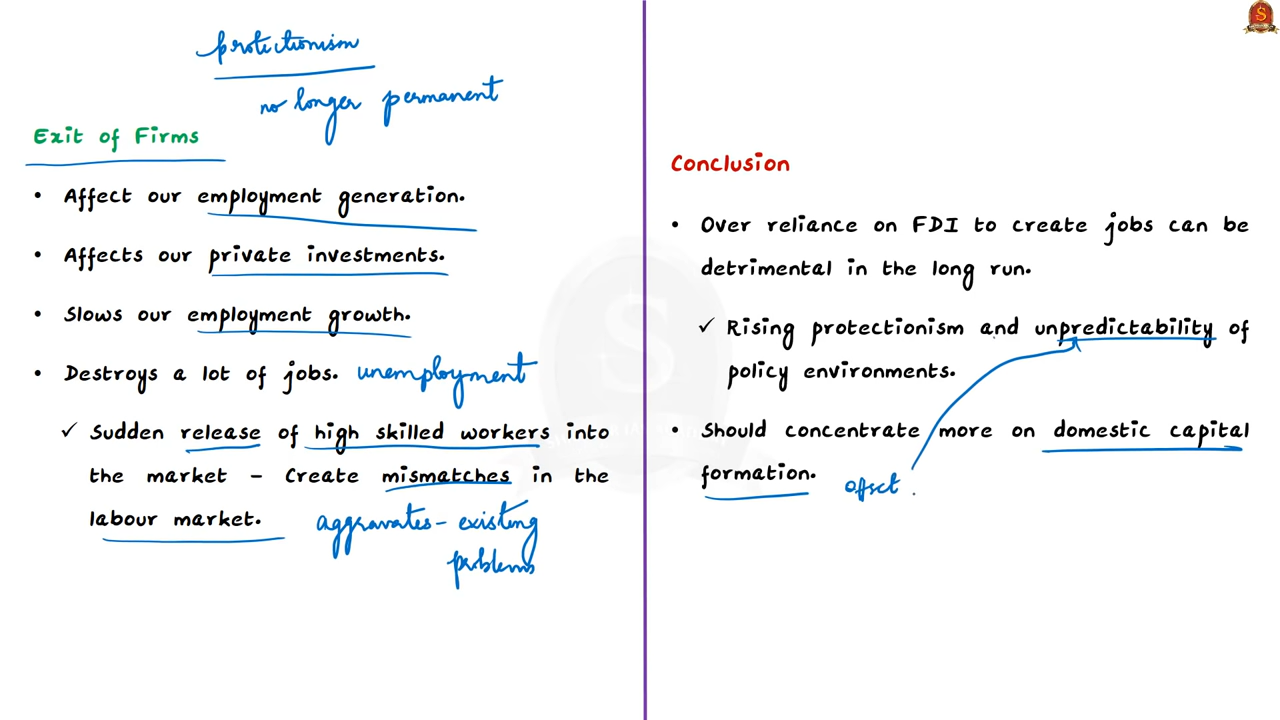 protectionism
no longer permanent
Exit of Firms
• Affect our employment generation.
• Affects our private investments.
• Slows our employment growth.
• Destroys a lot of jobs. unemployment
✓ Sudden release of high skilled workers into
the market – Create mismatches in the
labour market. aggravates – existing
problems
Conclusion
• Over reliance on FDI to create jobs can be
detrimental in the long run.
✓ Rising protectionism and unpredictability of
policy environments.
• Should concentrate more on domestic capital
formation. offset